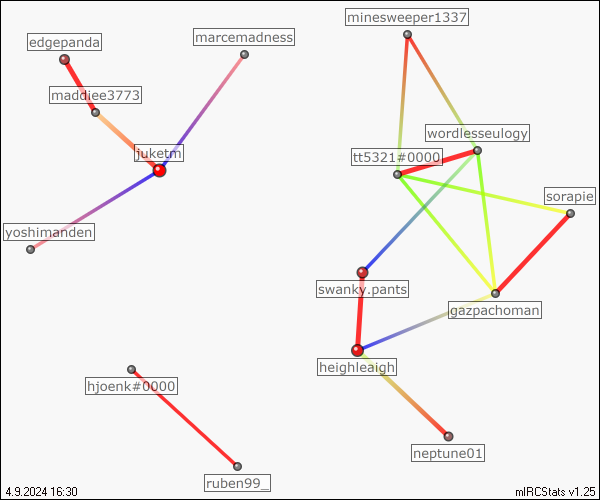 minesweeper1337
marcemadness
edgepanda
maddiee3773
wordlesseulogy
juketm
tt5321#0000
sorapie
yoshimanden
swanky.pants
gazpachoman
heighleaigh
hjoenk#0000
neptune01
ruben99_
4.9.2024 16:30
mIRCStats v1.25